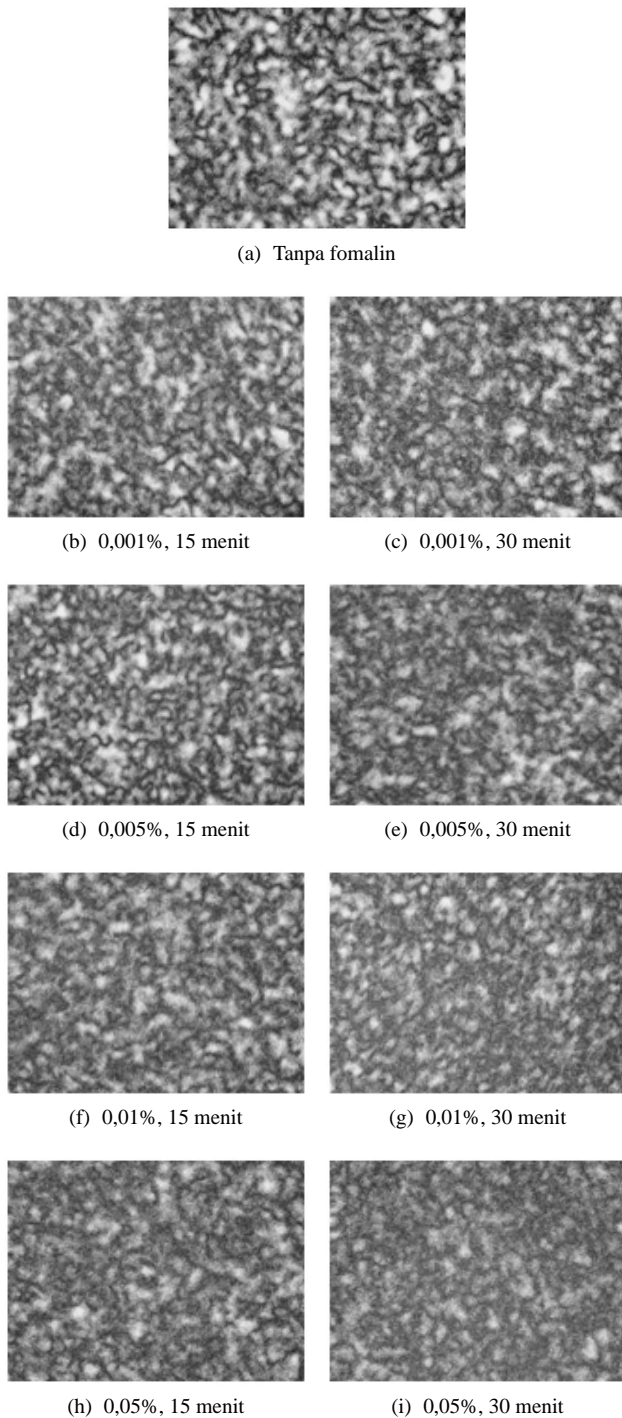 (a) Tanpa fomalin
(b) 0,001%, 15 menit
(c) 0,001%, 30 menit
(d) 0,005%, 15 menit
(e) 0,005%, 30 menit
(f) 0,01%, 15 menit
(g) 0,01%, 30 menit
(h) 0,05%, 15 menit
(i) 0,05%, 30 menit